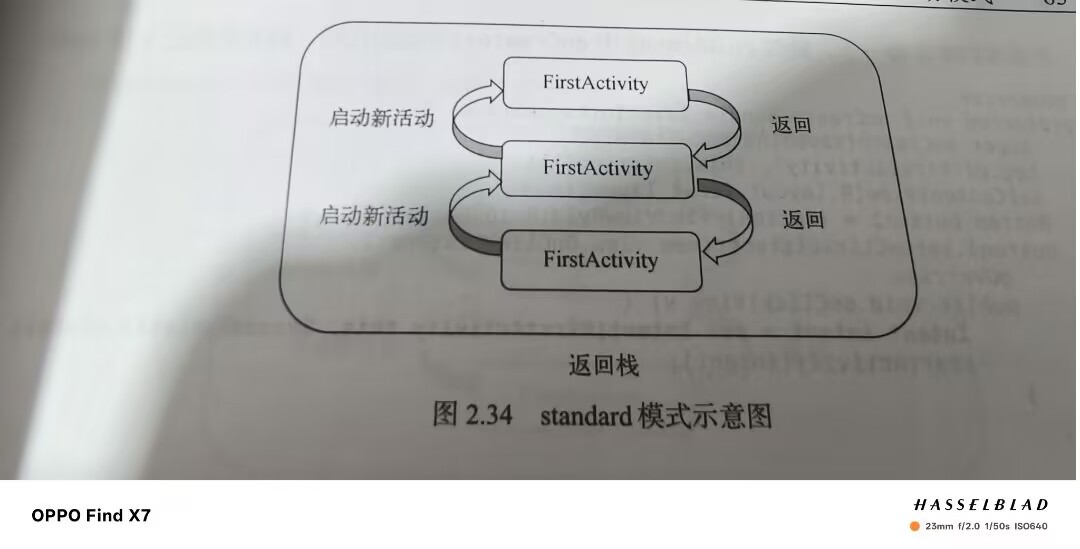 FirstActivity
启动新活动
返回
FirstActivity
启动新活动
返回
FirstActivity
返回栈
图 2.34 standard 模式示意图
OPPO Find X7
HASSELBLAD
23mm f/2.0 1/50s ISO640